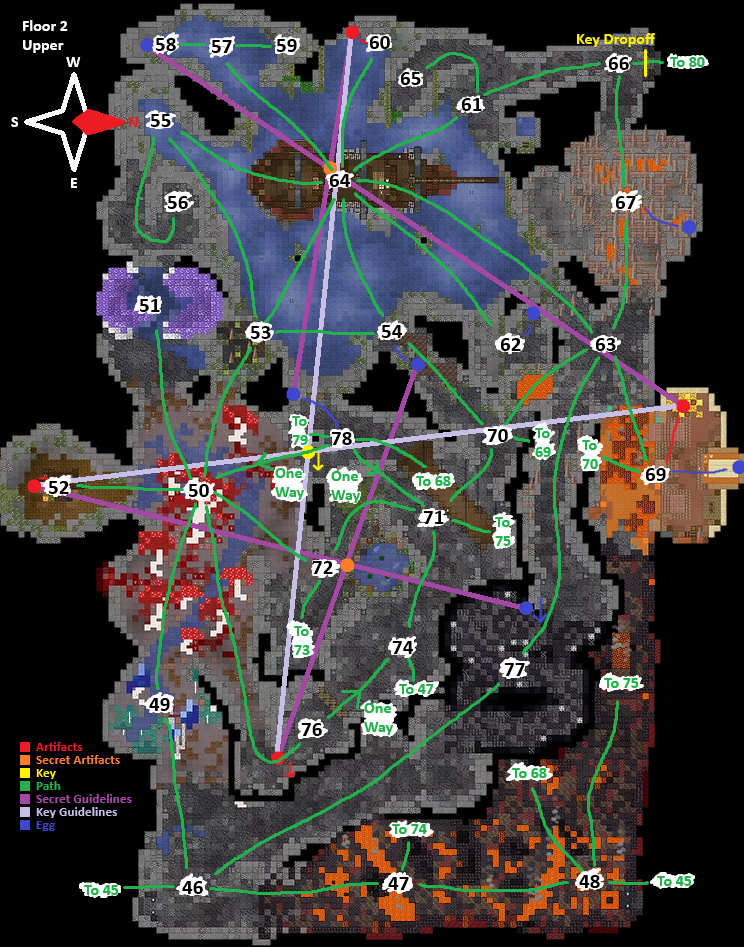 Floor 2
Upper
W
S
N
E
58
57
59
60
Key Dropoff
66
To 80
65
61
55
64
56
67
51
53
54
62
63
To
79
78
70
To
69
To
70
69
52
50
One
Way
One
Way
To 68
71
To
75
72
To
73
74
To 47
77
To 75
49
76
One
Way
Artifacts
Secret Artifacts
Key
Path
Secret Guidelines
Key Guidelines
Egg
To 68
To 74
To 45
46
47
48
To 45